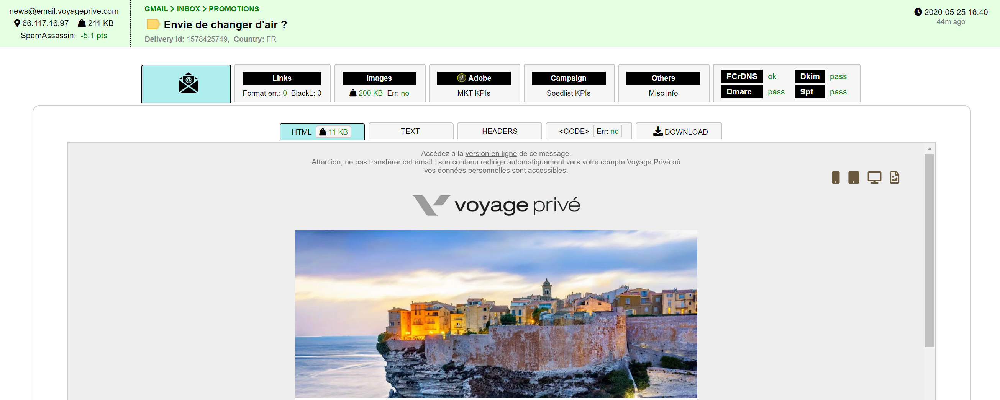 news@email.voyageprive.com
66.117.16.97 211 KB
SpamAssassin: -5.1 pts
GMAIL INBOX PROMOTIONS
Envie de changer d'air ?
Delivery id: 1578425749, Country: FR
2020-05-25 16:40
44m ago
@
Links
Format err.: 0 BlackL: 0
Images
200 KB Err: no
Adobe
MKT KPIs
Campaign
Seedlist KPIs
Others
Misc info
FCrDNS ok Dkim pass
Dmarc pass Spf pass
HTML 11 KB
TEXT
HEADERS
<CODE> Err: no
DOWNLOAD
Accédez à la version en ligne de ce message.
Attention, ne pas transférer cet email : son contenu redirige automatiquement vers votre compte Voyage Privé où
vos données personnelles sont accessibles.
voyage privé